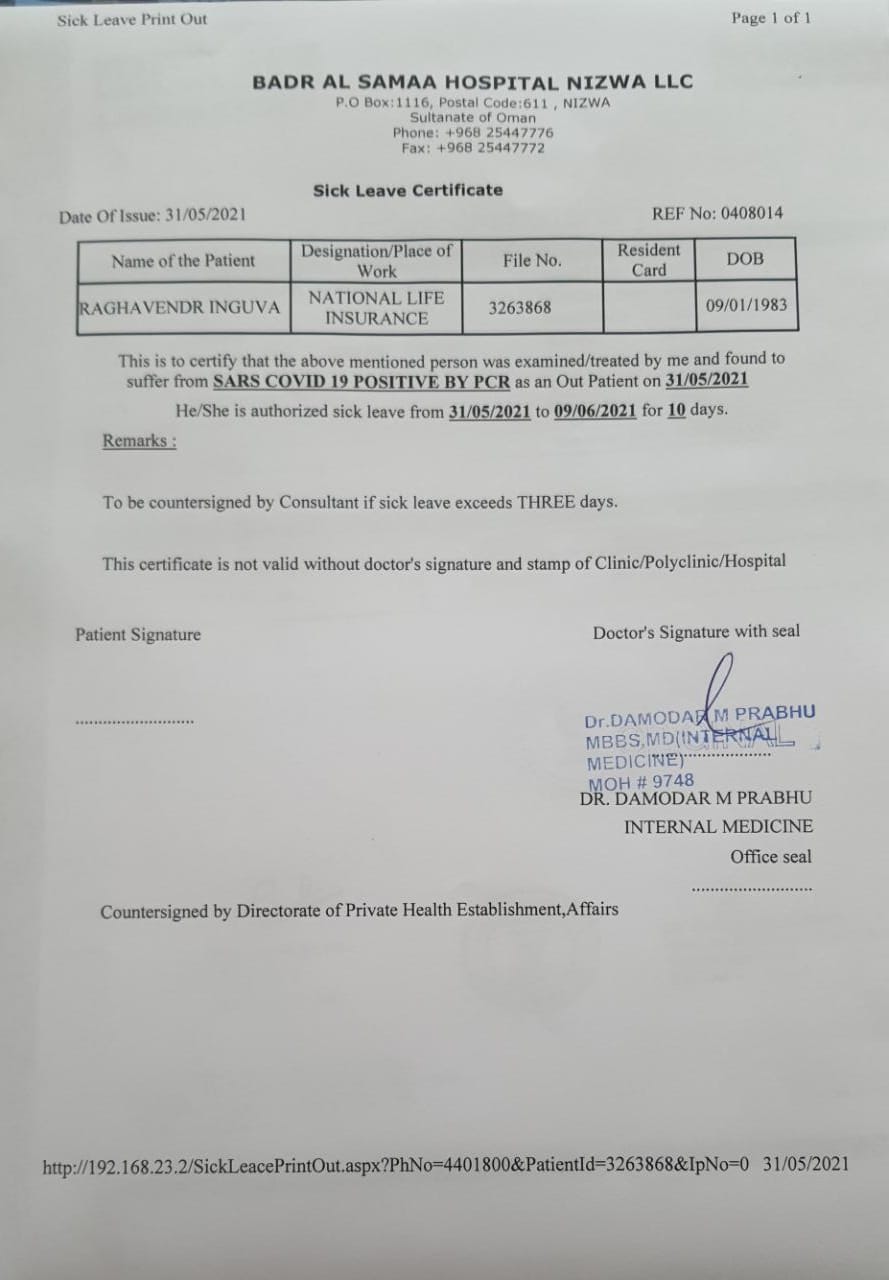 Sick Leave Print Out
Page 1 of 1
BADR AL SAMAA HOSPITAL NIZWA LLC
P.O Box:1116, Postal Code:611 , NIZWA
Sultanate of Oman
Phone: +968 25447776
Fax: +968 25447772
Sick Leave Certificate
Date Of Issue: 31/05/2021
REF No: 0408014
Name of the Patient
Designation/Place of
Work
File No.
Resident
Card
DOB
RAGHAVENDR INGUVA
NATIONAL LIFE
INSURANCE
3263868
09/01/1983
This is to certify that the above mentioned person was examined/treated by me and found to
suffer from SARS COVID 19 POSITIVE BY PCR as an Out Patient on 31/05/2021
He/She is authorized sick leave from 31/05/2021 to 09/06/2021 for 10 days.
Remarks :
To be countersigned by Consultant if sick leave exceeds THREE days.
This certificate is not valid without doctor's signature and stamp of Clinic/Polyclinic/Hospital
Patient Signature
Doctor's Signature with seal
..........................
Dr.DAMODAR M PRABHU
MBBS,MD(INTERNAL
MEDICINE)
MOH # 9748
DR. DAMODAR M PRABHU
INTERNAL MEDICINE
Office seal
..........................
Countersigned by Directorate of Private Health Establishment,Affairs
http://192.168.23.2/SickLeacePrintOut.aspx?PhNo=4401800&PatientId=3263868&IpNo=0 31/05/2021